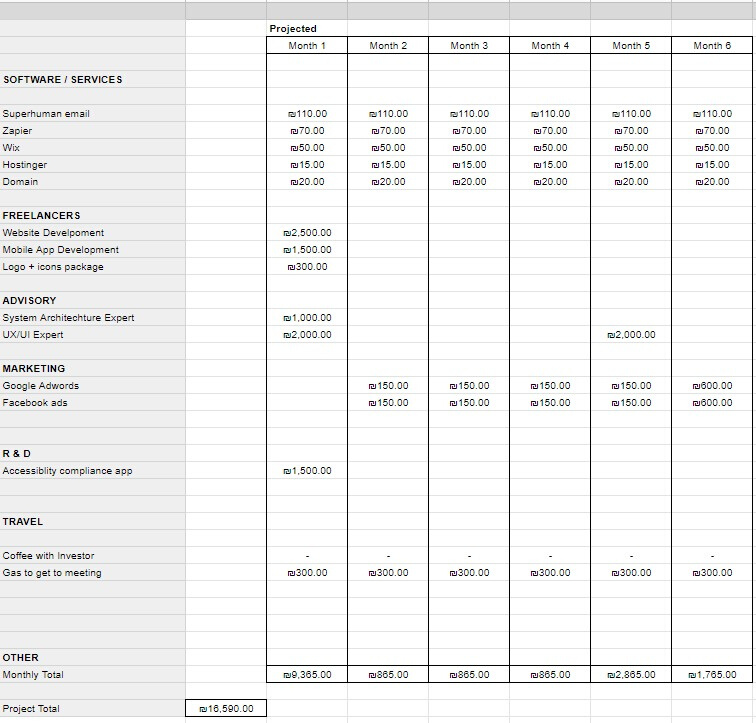 Projected
Month 1 Month 2 Month 3 Month 4 Month 5 Month 6
SOFTWARE / SERVICES
Superhuman email ₪110.00 ₪110.00 ₪110.00 ₪110.00 ₪110.00 ₪110.00
Zapier ₪70.00 ₪70.00 ₪70.00 ₪70.00 ₪70.00 ₪70.00
Wix ₪50.00 ₪50.00 ₪50.00 ₪50.00 ₪50.00 ₪50.00
Hostinger ₪15.00 ₪15.00 ₪15.00 ₪15.00 ₪15.00 ₪15.00
Domain ₪20.00 ₪20.00 ₪20.00 ₪20.00 ₪20.00 ₪20.00
FREELANCERS
Website Develpoment ₪2,500.00
Mobile App Development ₪1,500.00
Logo + icons package ₪300.00
ADVISORY
System Architechture Expert ₪1,000.00
UX/UI Expert ₪2,000.00 ₪2,000.00
MARKETING
Google Adwords ₪150.00 ₪150.00 ₪150.00 ₪150.00 ₪600.00
Facebook ads ₪150.00 ₪150.00 ₪150.00 ₪150.00 ₪600.00
R & D
Accessiblity compliance app ₪1,500.00
TRAVEL
Coffee with Investor - - - - - -
Gas to get to meeting ₪300.00 ₪300.00 ₪300.00 ₪300.00 ₪300.00 ₪300.00
OTHER
Monthly Total ₪9,365.00 ₪865.00 ₪865.00 ₪865.00 ₪2,865.00 ₪1,765.00
Project Total ₪16,590.00